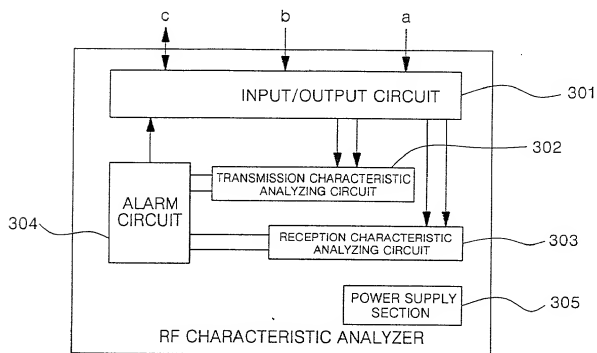 c b a
INPUT/OUTPUT CIRCUIT
301
302
TRANSMISSION CHARACTERISTIC
ANALYZING CIRCUIT
ALARM
CIRCUIT
304
RECEPTION CHARACTERISTIC
ANALYZING CIRCUIT
303
POWER SUPPLY
SECTION
305
RF CHARACTERISTIC ANALYZER